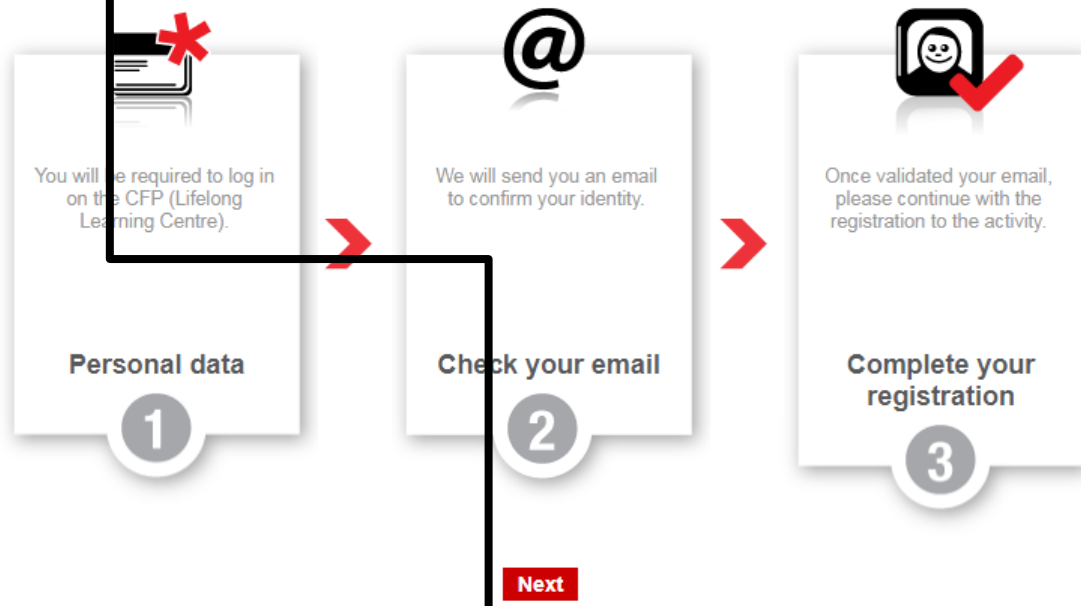 You will be required to log in
on the CFP (Lifelong
Learning Centre).
Personal data
1
@
We will send you an email
to confirm your identity.
Check your email
2
Once validated your email,
please continue with the
registration to the activity.
Complete your
registration
3
Next